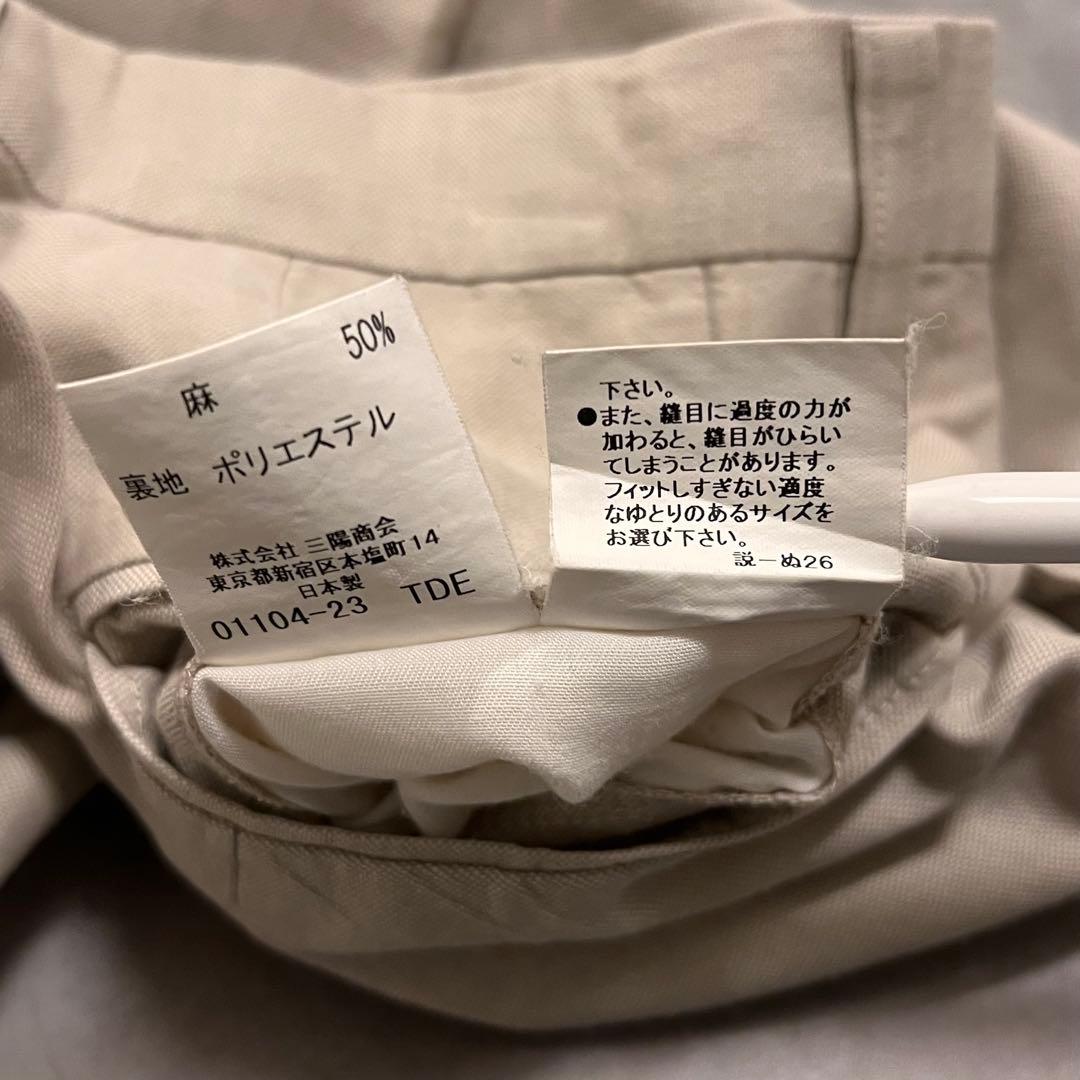 麻 50%
裏地 ポリエステル
株式会社 三陽商会
東京都新宿区本塩町14
日本製
01104-23 TDE
下さい。
●また、縫目に過度の力が
加わると、縫目がひらい
てしまうことがあります。
フィットしすぎない適度
なゆとりのあるサイズを
お選び下さい。
説ーぬ26